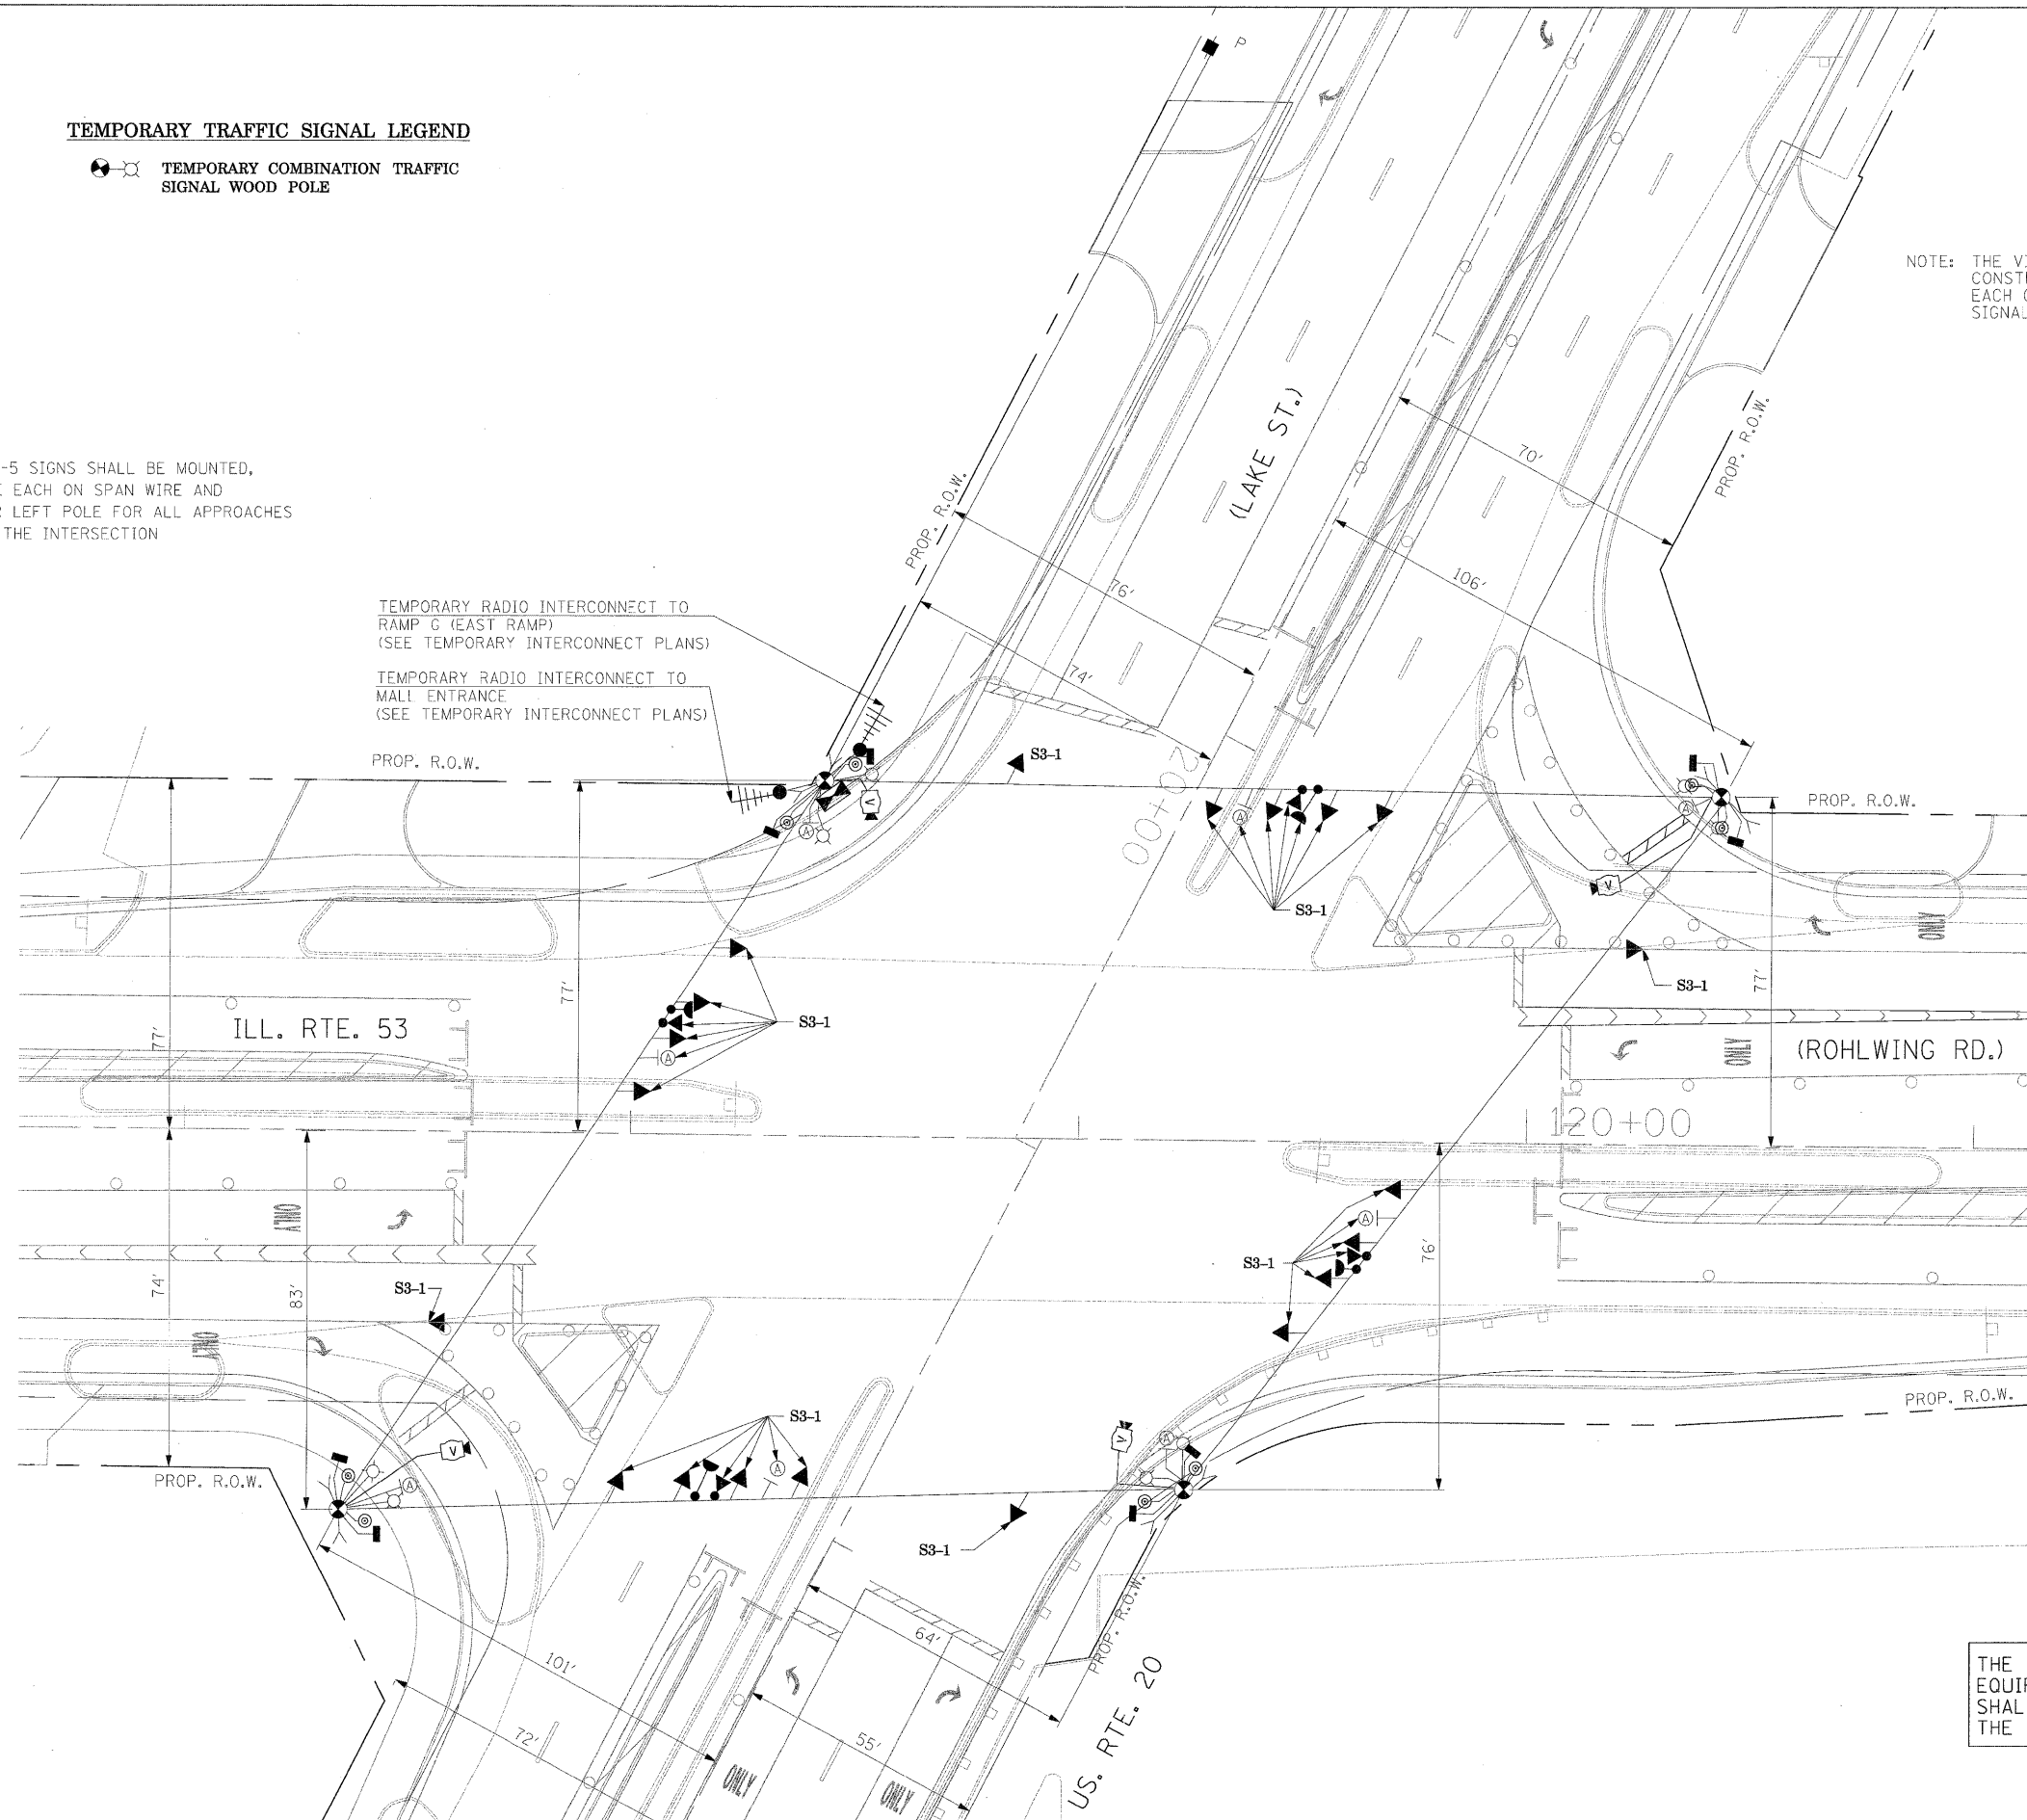 TEMPORARY TRAFFIC SIGNAL LEGEND
TEMPORARY COMBINATION TRAFFIC
SIGNAL WOOD POLE
P
NOTE: THE V
CONST
EACH
SIGNAL
-5 SIGNS SHALL BE MOUNTED,
EACH ON SPAN WIRE AND
LEFT POLE FOR ALL APPROACHES
THE INTERSECTION
(LAKE ST.)
70'
PROP. R.O.W.
PROP. R.O.W.
76'
106'
74'
TEMPORARY RADIO INTERCONNECT TO
RAMP G (EAST RAMP)
(SEE TEMPORARY INTERCONNECT PLANS)
TEMPORARY RADIO INTERCONNECT TO
MALL ENTRANCE
(SEE TEMPORARY INTERCONNECT PLANS)
PROP. R.O.W.
S3-1
20+00
PROP. R.O.W.
A
V
A
A
V
S3-1
ONLY
77'
77'
77'
S3-1
S3-1
A
ILL. RTE. 53
ONLY
(ROHLWING RD.)
120+00
ONLY
74'
83'
S3-1
A
76'
S3-1
ONLY
S3-1
A
PROP. R.O.W.
V
A
V
A
PROP. R.O.W.
S3-1
PROP. R.O.W.
64'
101'
72'
55'
ONLY
ONLY
US. RTE. 20
THE
EQUI
SHAL
THE